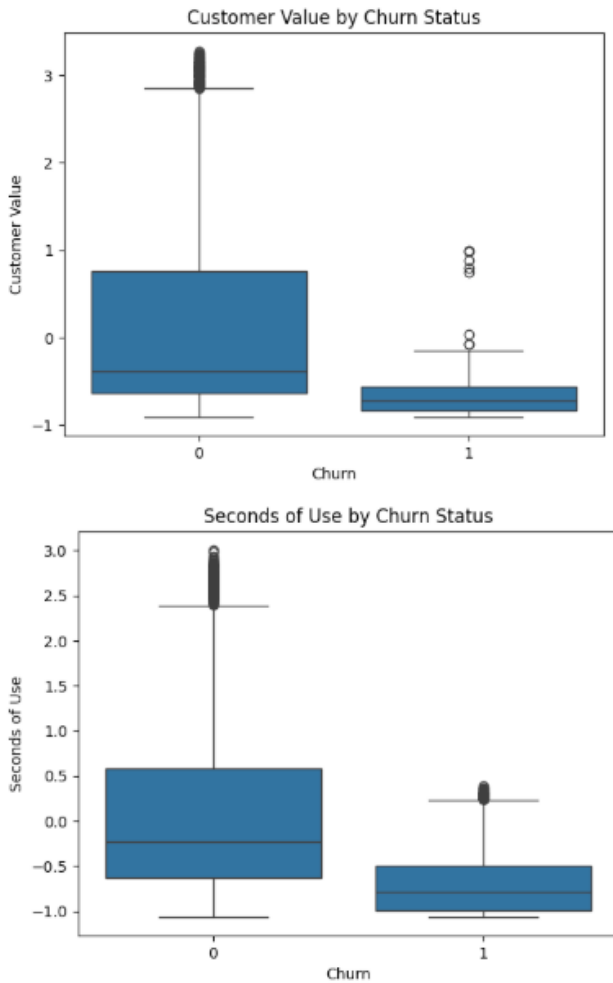 Customer Value by Churn Status
3
2
1
0
−1
Customer Value
0 1
Churn
Seconds of Use by Churn Status
3.0
2.5
2.0
1.5
1.0
0.5
0.0
−0.5
−1.0
Seconds of Use
0 1
Churn